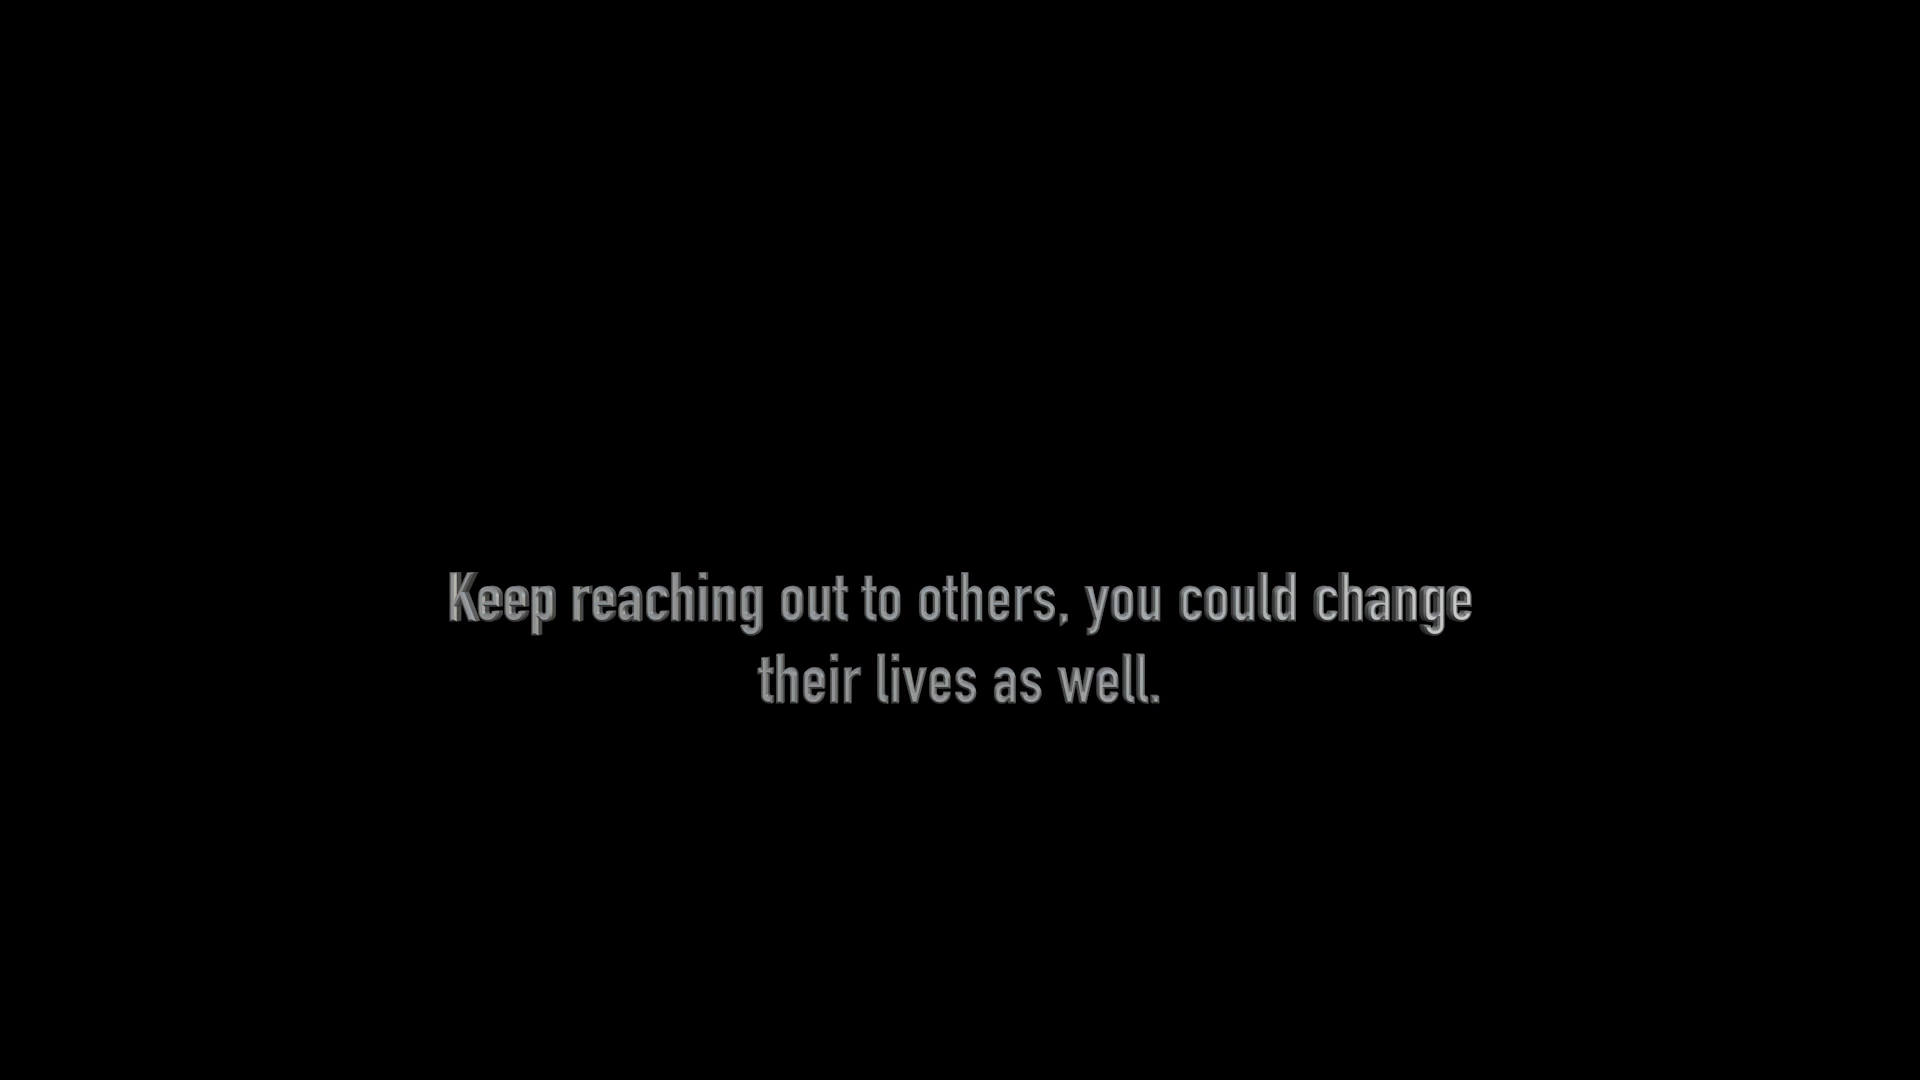 Keep reaching out to others, you could change
their lives as well.